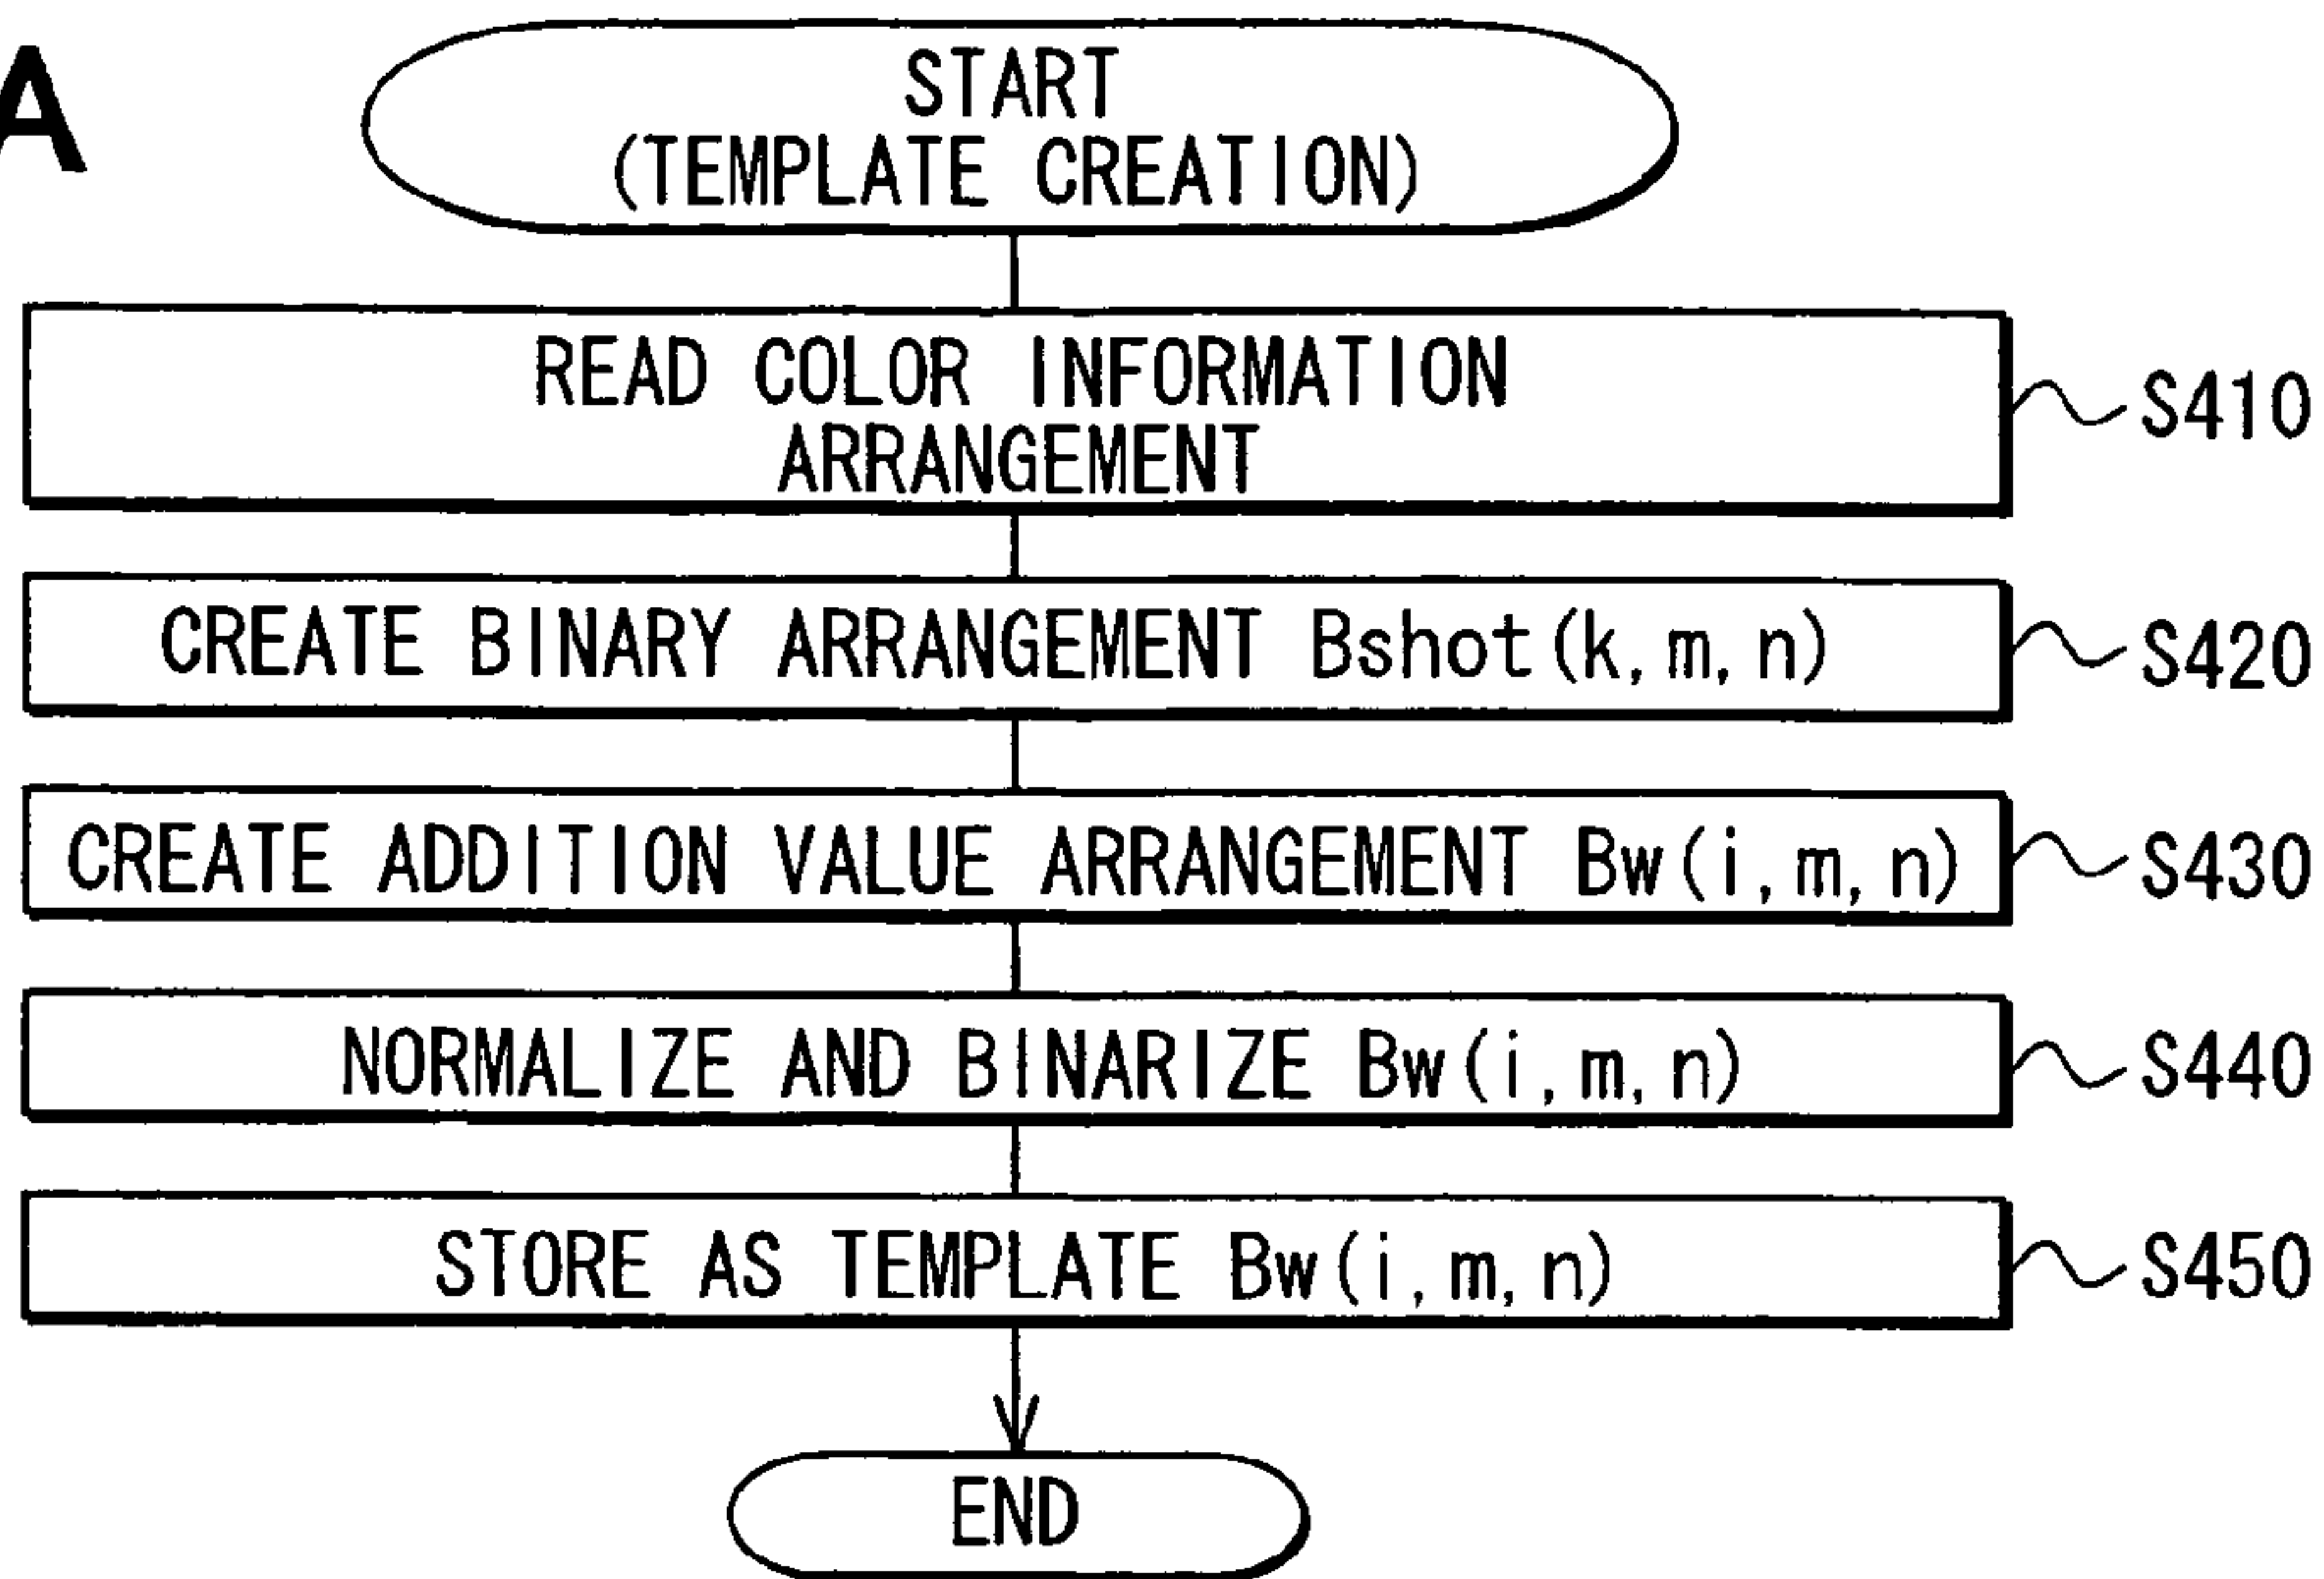 A
START
(TEMPLATE CREATION)
READ COLOR INFORMATION
ARRANGEMENT
S410
CREATE BINARY ARRANGEMENT Bshot(k,m,n)
S420
CREATE ADDITION VALUE ARRANGEMENT Bw(i,m,n)
S430
NORMALIZE AND BINARIZE Bw(i,m,n)
S440
STORE AS TEMPLATE Bw(i,m,n)
S450
END